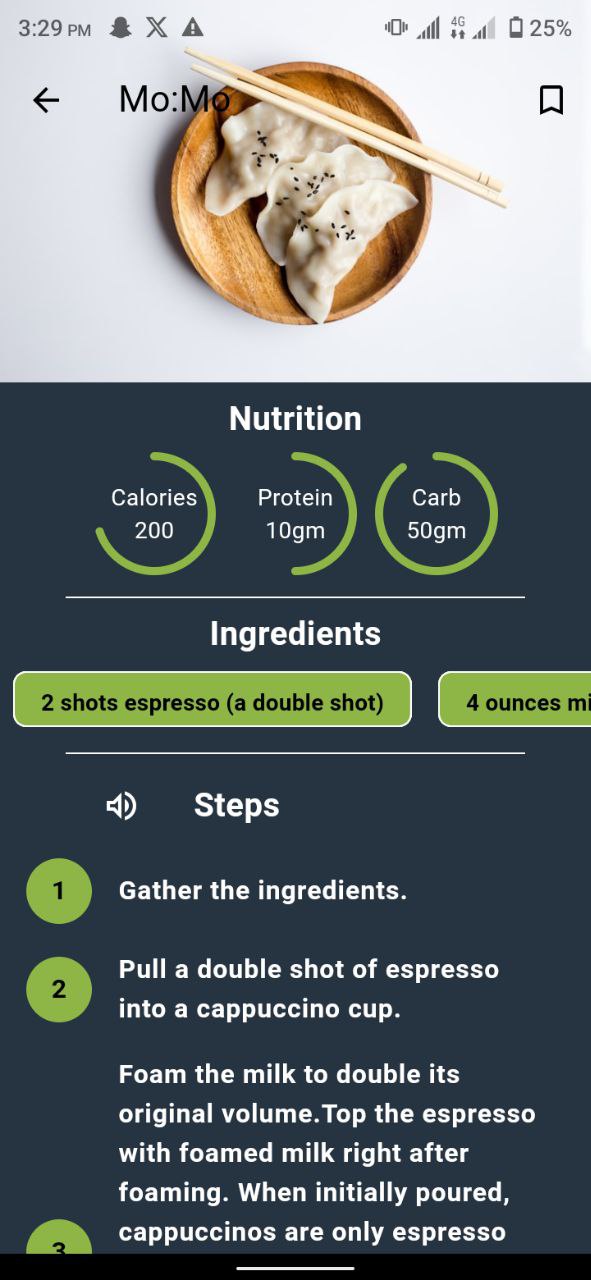 3:29 PM 4G 25%
Mo:Mo
Nutrition
Calories Protein Carb
200 10gm 50gm
Ingredients
2 shots espresso (a double shot) 4 ounces mi
Steps
1 Gather the ingredients.
2 Pull a double shot of espresso
into a cappuccino cup.
Foam the milk to double its
original volume.Top the espresso
with foamed milk right after
foaming. When initially poured,
cappuccinos are only espresso
3